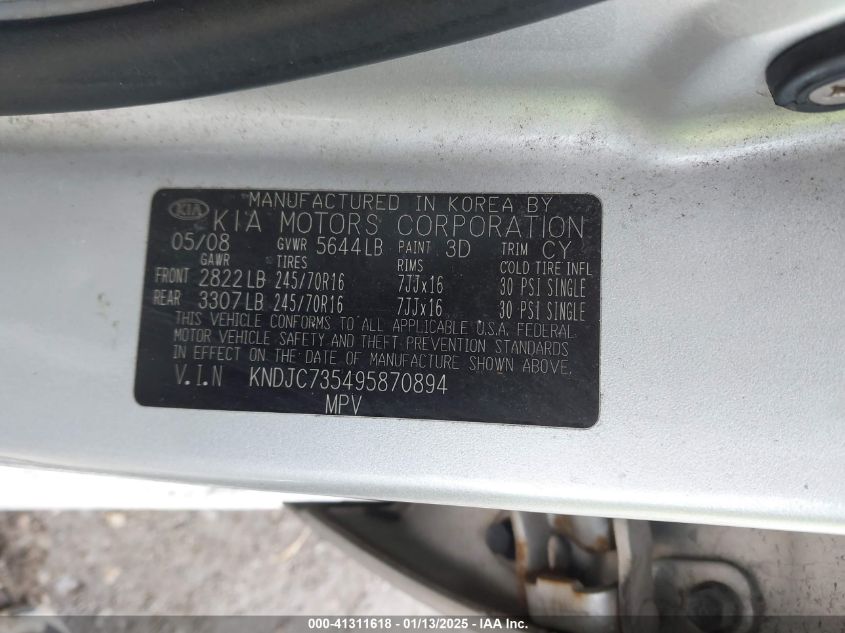 MANUFACTURED IN KOREA BY
KIA KIA MOTORS CORPORATION
05/08 GVWR 5644LB PAINT 3D TRIM CY
GAWR TIRES RIMS COLD TIRE INFL
FRONT 2822LB 245/70R16 7JJx16 30 PSI SINGLE
REAR 3307LB 245/70R16 7JJx16 30 PSI SINGLE
THIS VEHICLE CONFORMS TO ALL APPLICABLE U.S.A. FEDERAL
MOTOR VEHICLE SAFETY AND THEFT PREVENTION STANDARDS
IN EFFECT ON THE DATE OF MANUFACTURE SHOWN ABOVE.
V.I.N KNDJC735495870894
MPV
000-41311618 - 01/13/2025 - IAA Inc.